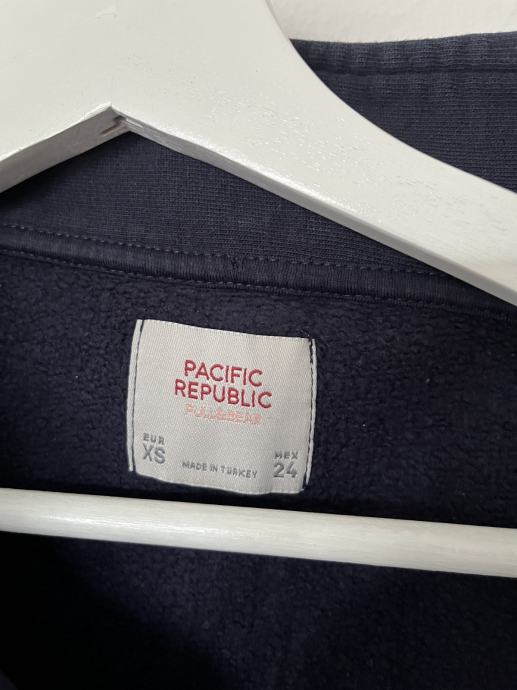 PACIFIC
REPUBLIC
PULL&BEAR
EUR
XS
MADE IN TURKEY
MEX
24